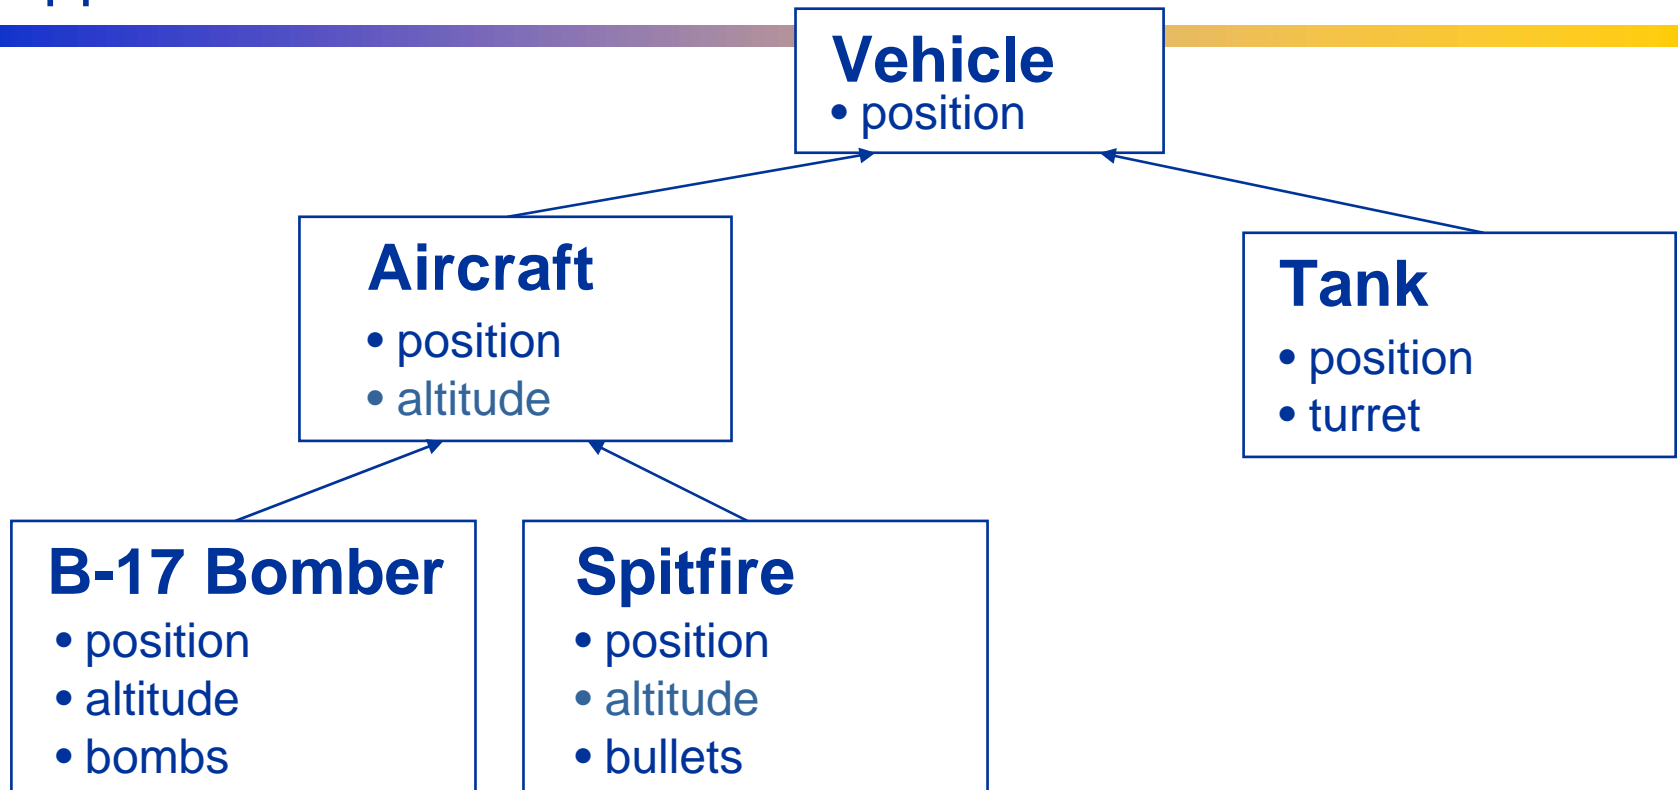 Vehicle
• position
Aircraft
• position
• altitude
Tank
• position
• turret
B-17 Bomber
• position
• altitude
• bombs
Spitfire
• position
• altitude
• bullets